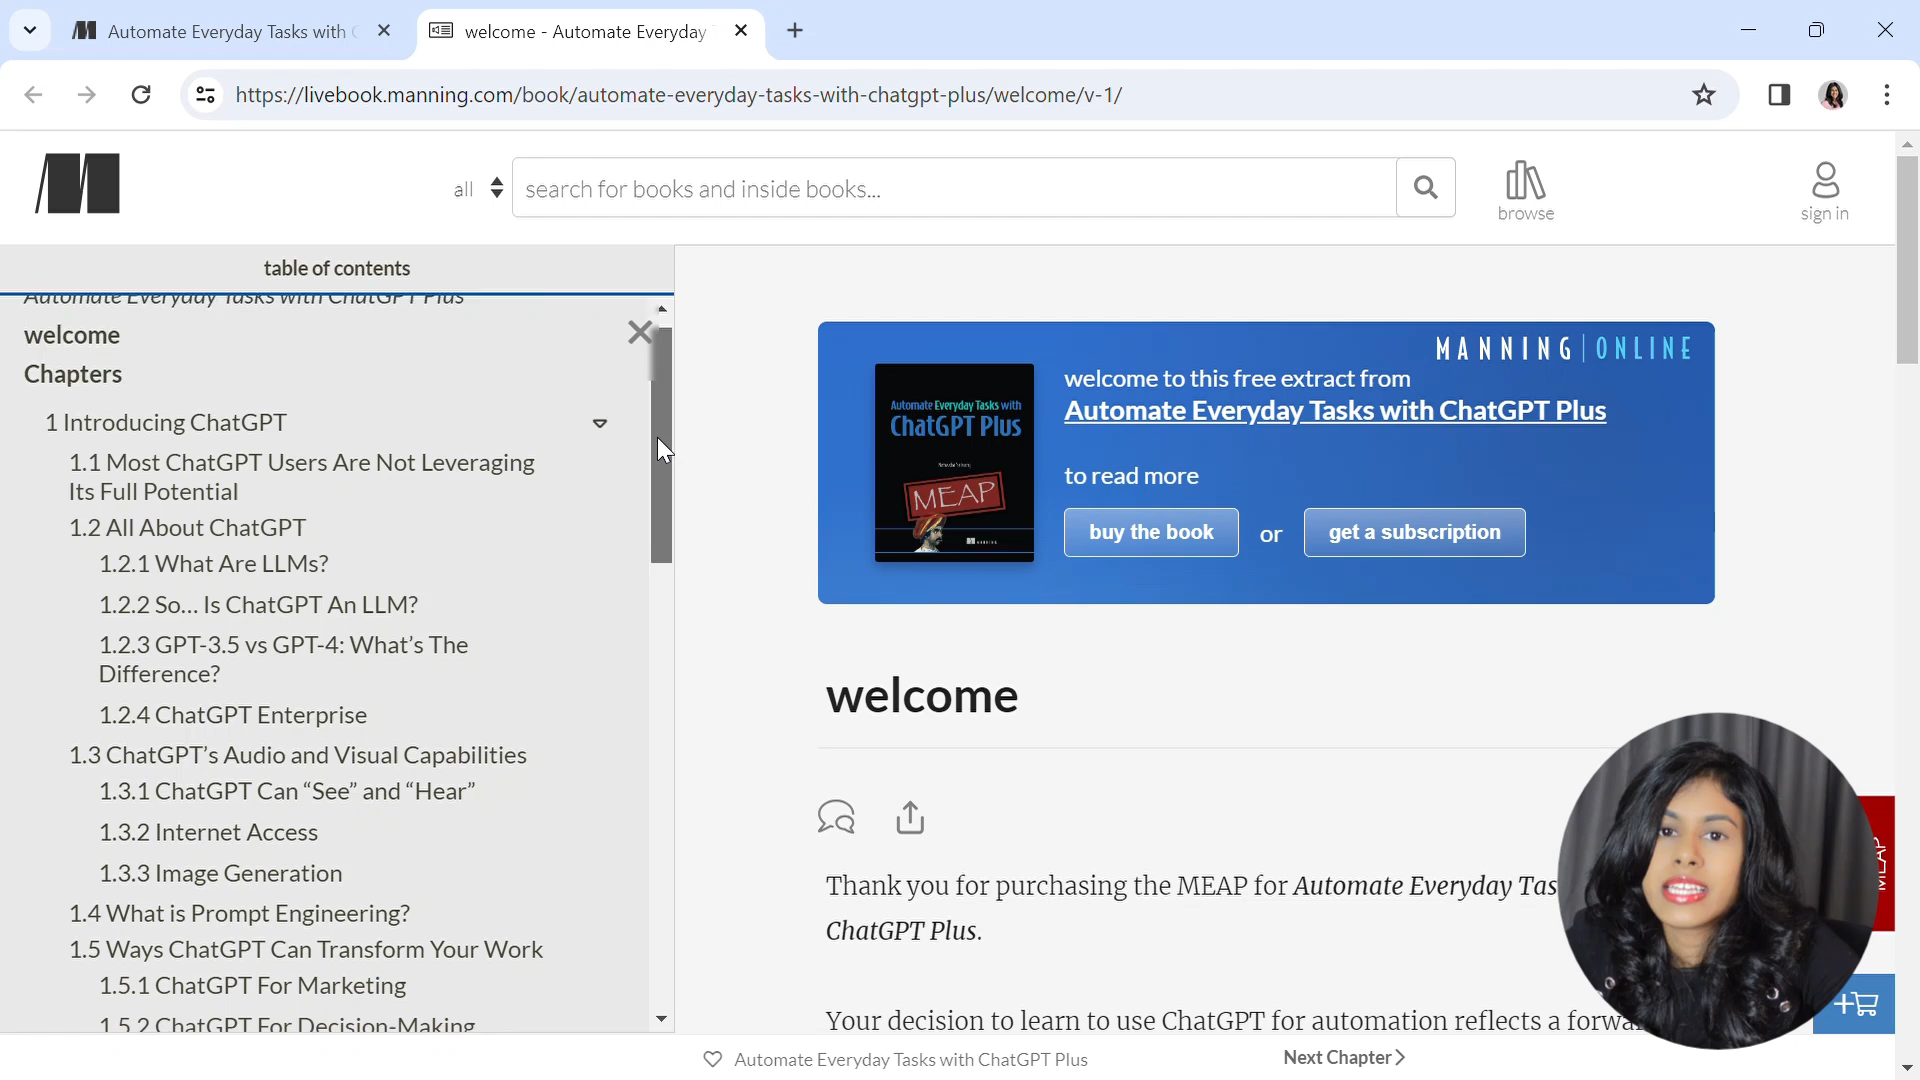 Automate Everyday Tasks with
welcome - Automate Everyday
https://livebook.manning.com/book/automate-everyday-tasks-with-chatgpt-plus/welcome/v-1/
all
search for books and inside books...
browse
sign in
table of contents
Automate Everyday Tasks with ChatGPT Plus
welcome
Chapters
1 Introducing ChatGPT
1.1 Most ChatGPT Users Are Not Leveraging
Its Full Potential
1.2 All About ChatGPT
1.2.1 What Are LLMs?
1.2.2 So... Is ChatGPT An LLM?
1.2.3 GPT-3.5 vs GPT-4: What's The
Difference?
1.2.4 ChatGPT Enterprise
1.3 ChatGPT's Audio and Visual Capabilities
1.3.1 ChatGPT Can “See” and “Hear”
1.3.2 Internet Access
1.3.3 Image Generation
1.4 What is Prompt Engineering?
1.5 Ways ChatGPT Can Transform Your Work
1.5.1 ChatGPT For Marketing
1.5.2 ChatGPT For Decision-Making
MANNING | ONLINE
welcome to this free extract from
Automate Everyday Tasks with ChatGPT Plus
to read more
buy the book or get a subscription
Automate Everyday Tasks with
ChatGPT Plus
MEAP
MANNING
welcome
Thank you for purchasing the MEAP for Automate Everyday Tas
ChatGPT Plus.
Your decision to learn to use ChatGPT for automation reflects a forwa
MEAP
Automate Everyday Tasks with ChatGPT Plus
Next Chapter